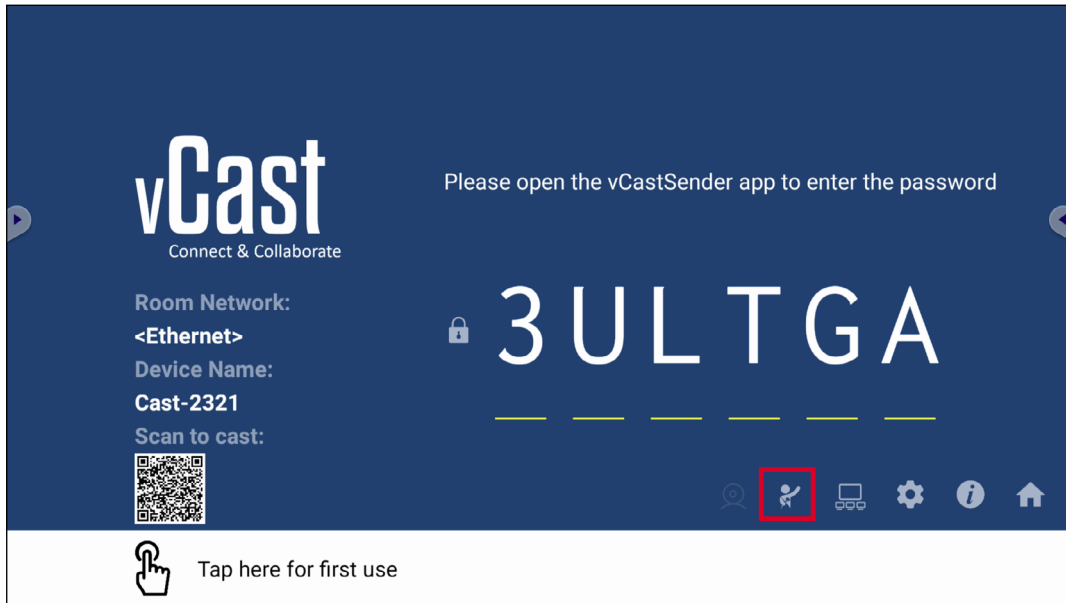 vCast
Connect & Collaborate
Please open the vCastSender app to enter the password
Room Network:
<Ethernet>
Device Name:
Cast-2321
Scan to cast:
3ULTGA
Tap here for first use